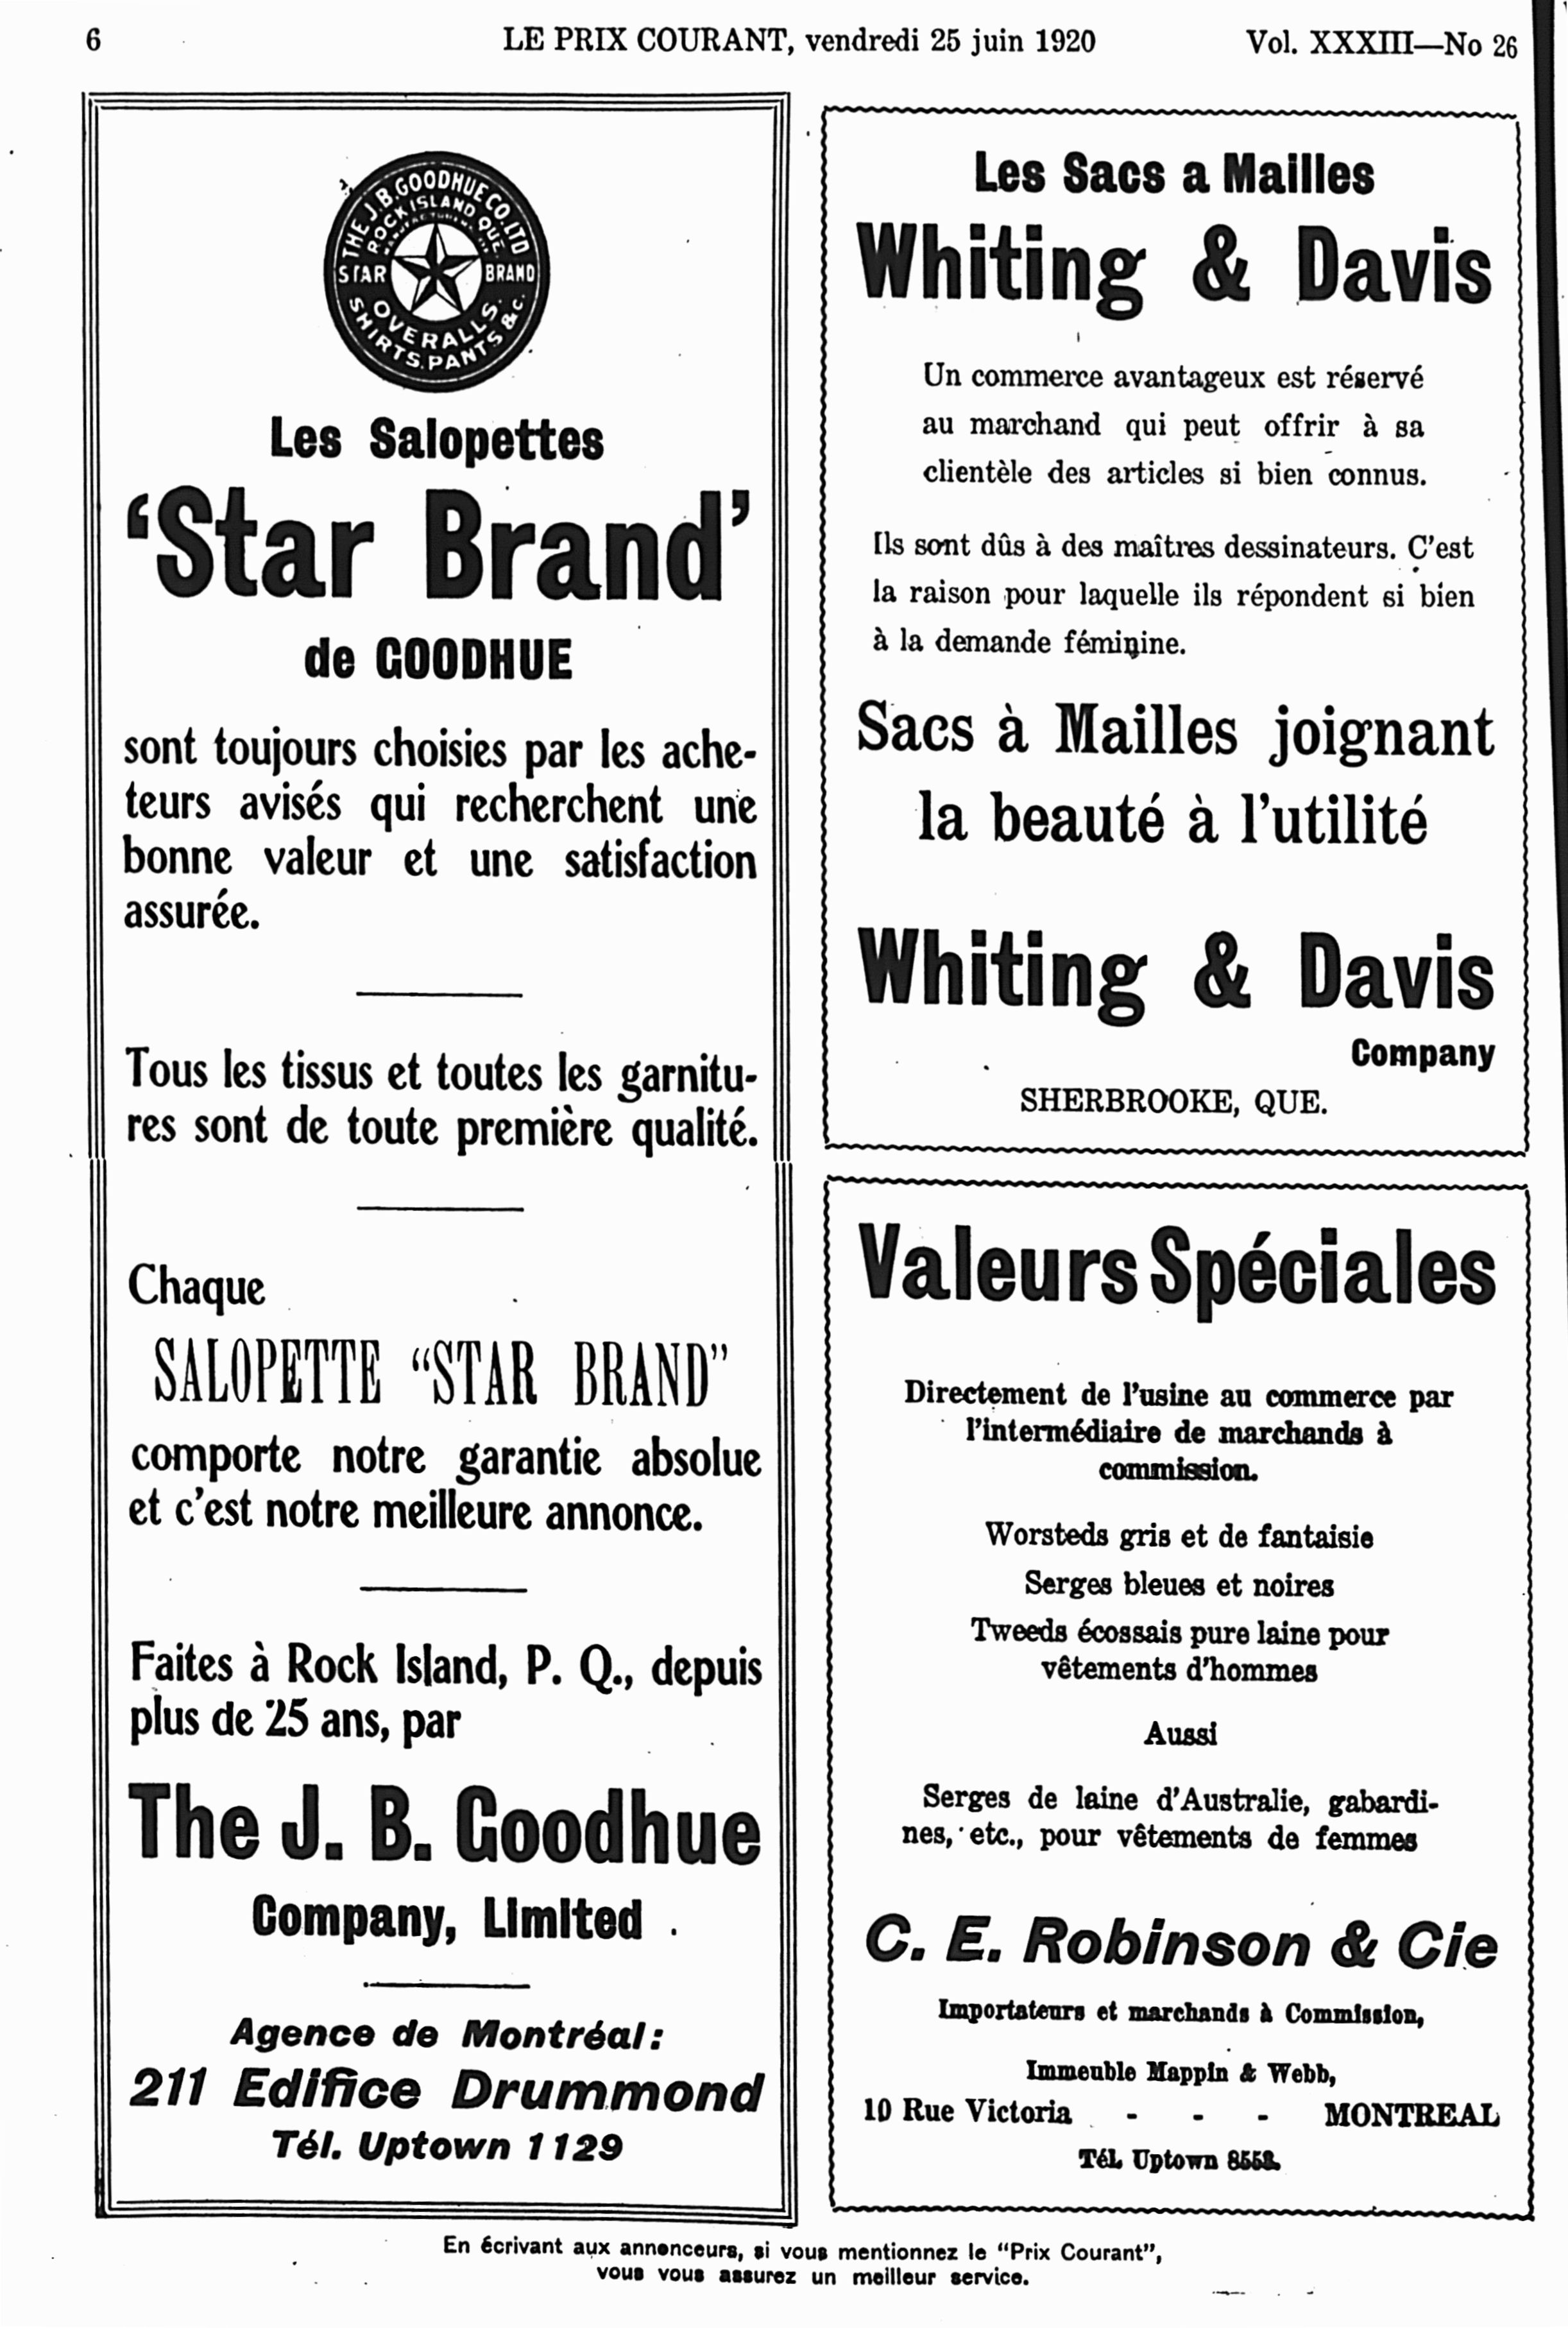 6
LE PRIX COURANT, vendredi 25 juin 1920
Vol. XXXIII—No 26
THE J.B. GOODHUE CO. LTD
ROCK ISLAND QUE.
STAR BRAND
OVERALLS.
SHIRTS. PANTS &c.
Les Salopettes
‘Star Brand’
de GOODHUE
sont toujours choisies par les ache-
teurs avisés qui recherchent une
bonne valeur et une satisfaction
assurée.
Tous les tissus et toutes les garnitu-
res sont de toute première qualité.
Chaque
SALOPETTE “STAR BRAND”
comporte notre garantie absolue
et c’est notre meilleure annonce.
Faites à Rock Island, P. Q., depuis
plus de 25 ans, par
The J. B. Goodhue
Company, Limited
Agence de Montréal:
211 Edifice Drummond
Tél. Uptown 1129
Les Sacs a Mailles
Whiting & Davis
Un commerce avantageux est réservé
au marchand qui peut offrir à sa
clientèle des articles si bien connus.
Ils sont dûs à des maîtres dessinateurs. C’est
la raison pour laquelle ils répondent si bien
à la demande féminine.
Sacs à Mailles joignant
la beauté à l’utilité
Whiting & Davis
Company
SHERBROOKE, QUE.
Valeurs Spéciales
Directement de l’usine au commerce par
l’intermédiaire de marchands à
commission.
Worsteds gris et de fantaisie
Serges bleues et noires
Tweeds écossais pure laine pour
vêtements d’hommes
Aussi
Serges de laine d’Australie, gabardi-
nes, etc., pour vêtements de femmes
C. E. Robinson & Cie
Importateurs et marchands à Commission,
Immeuble Mappin & Webb,
10 Rue Victoria - - - MONTREAL
Tél. Uptown
En écrivant aux annonceurs, si vous mentionnez le “Prix Courant”,
vous vous assurez un meilleur service.